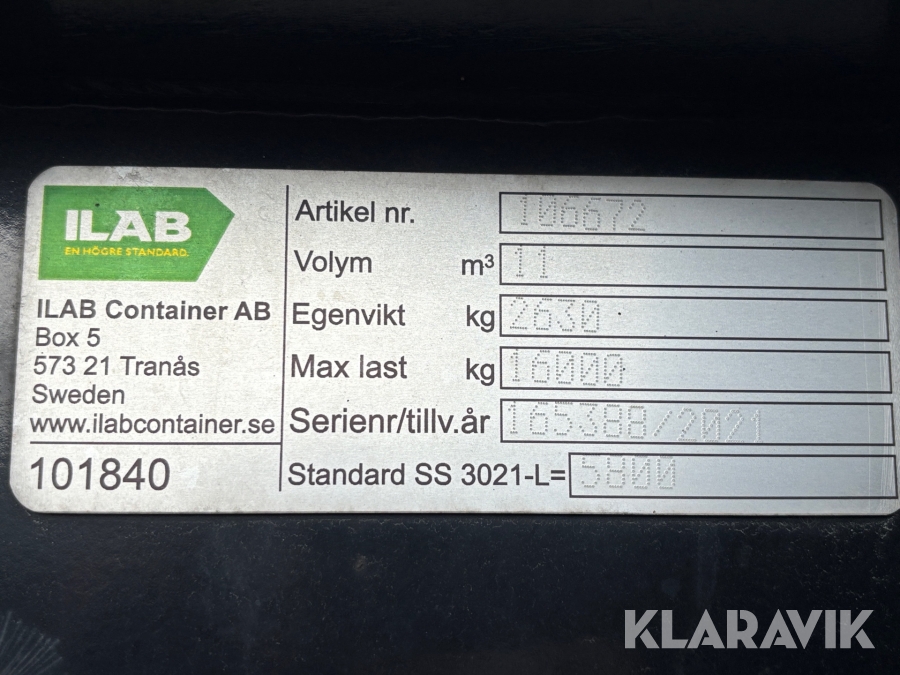 ILAB
EN HÖGRE STANDARD.
ILAB Container AB
Box 5
573 21 Tranås
Sweden
www.ilabcontainer.se
101840
Artikel nr. 106672
Volym m³ 11
Egenvikt kg 2630
Max last kg 16000
Serienr/tillv.år 165388/2021
Standard SS 3021-L= 5800
KLARAVIK